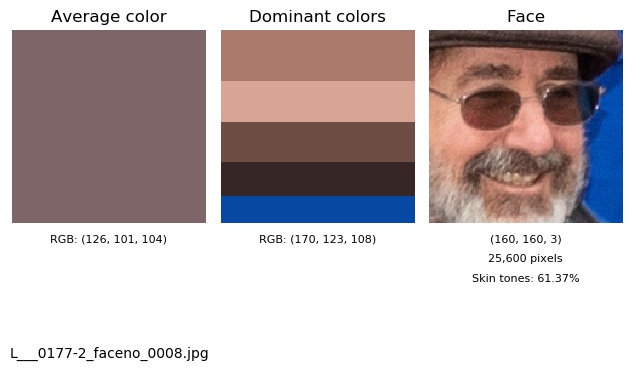 Average color
Dominant colors
Face
RGB: (126, 101, 104)
RGB: (170, 123, 108)
(160, 160, 3)
25,600 pixels
Skin tones: 61.37%
L___0177-2_faceno_0008.jpg